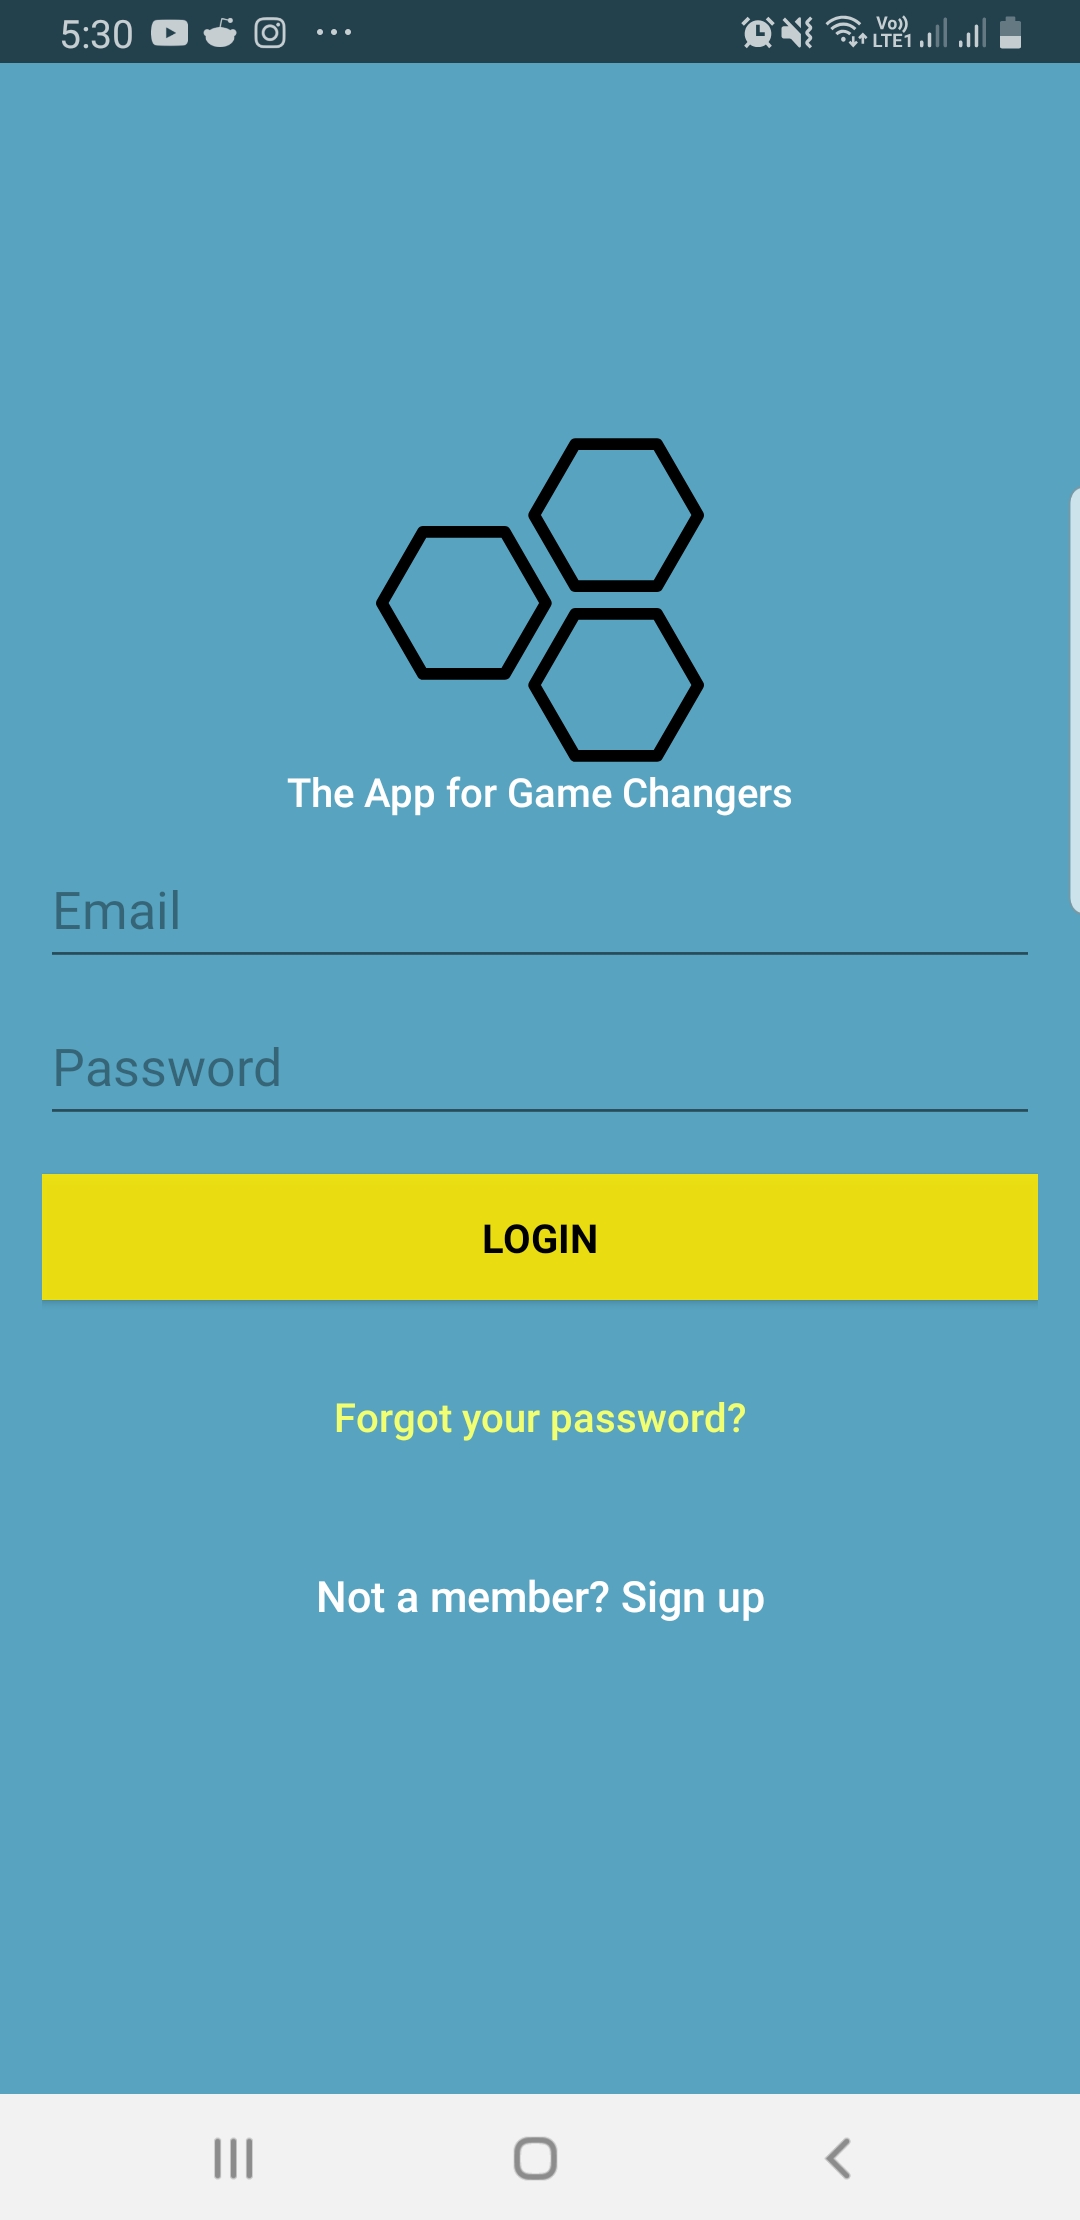 5:30 Vo)) LTE1
The App for Game Changers
Email
Password
LOGIN
Forgot your password?
Not a member? Sign up